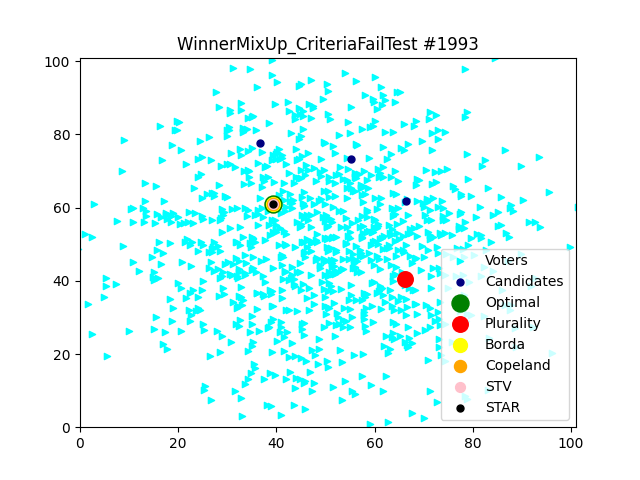 WinnerMixUp_CriteriaFailTest #1993
100
80
60
40
20
0
0
20
40
60
80
100
Voters
Candidates
Optimal
Plurality
Borda
Copeland
STV
STAR